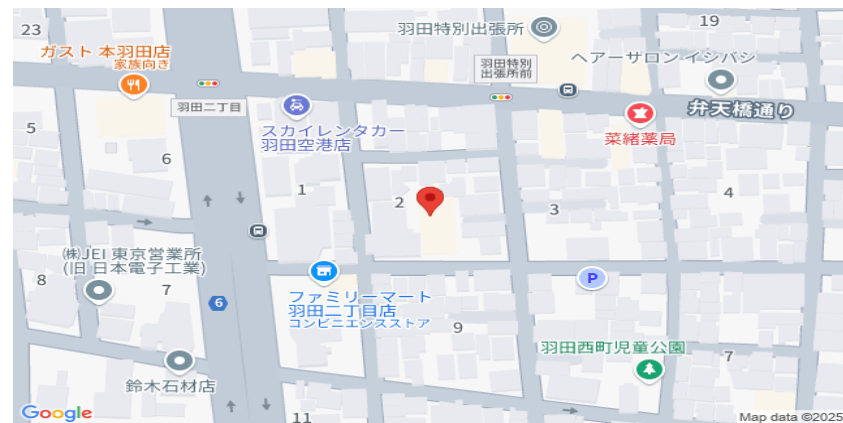 23
ガスト 本羽田店
家族向き
羽田二丁目
羽田特別出張所
羽田特別
出張所前
19
ヘアーサロン イシバシ
弁天橋通り
スカイレンタカー
羽田空港店
菜緒薬局
5
6
1
2
3
4
㈱JEI 東京営業所
(旧 日本電子工業)
8
7
6
ファミリーマート
羽田二丁目店
コンビニエンスストア
P
9
羽田西町児童公園
7
鈴木石材店
11
Google
Map data ©2025